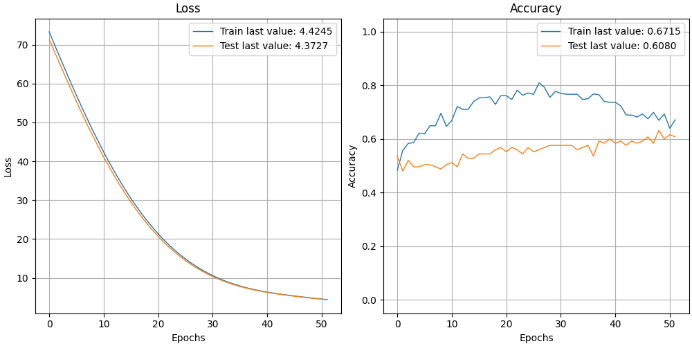 Loss
Train last value: 4.4245
Test last value: 4.3727
70
60
50
40
30
20
10
Loss
0
10
20
30
40
50
Epochs
Accuracy
Train last value: 0.6715
Test last value: 0.6080
1.0
0.8
0.6
0.4
0.2
0.0
Accuracy
0
10
20
30
40
50
Epochs